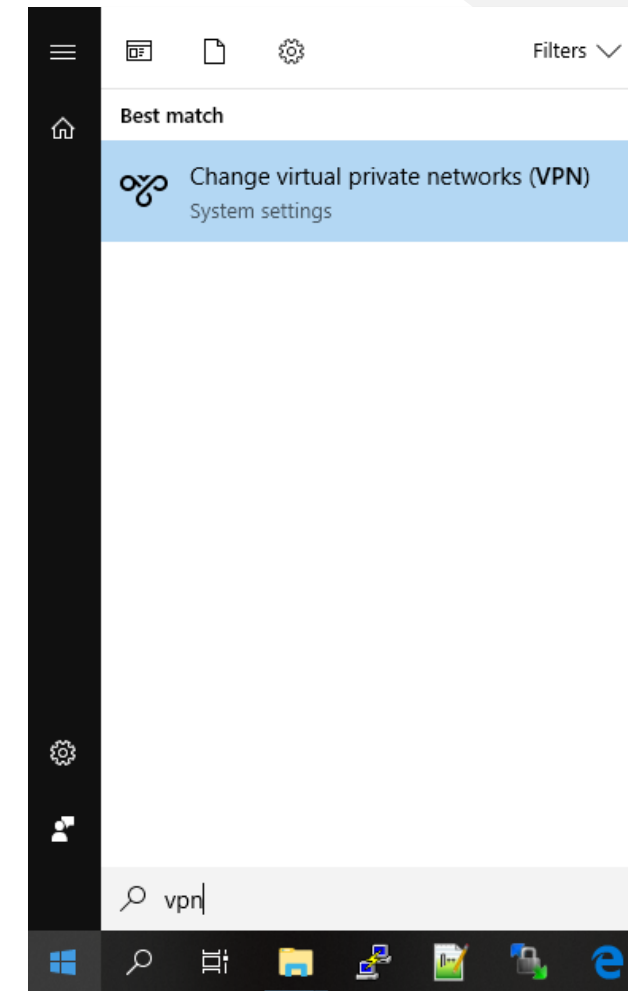 Filters
Best match
Change virtual private networks (VPN)
System settings
vpn